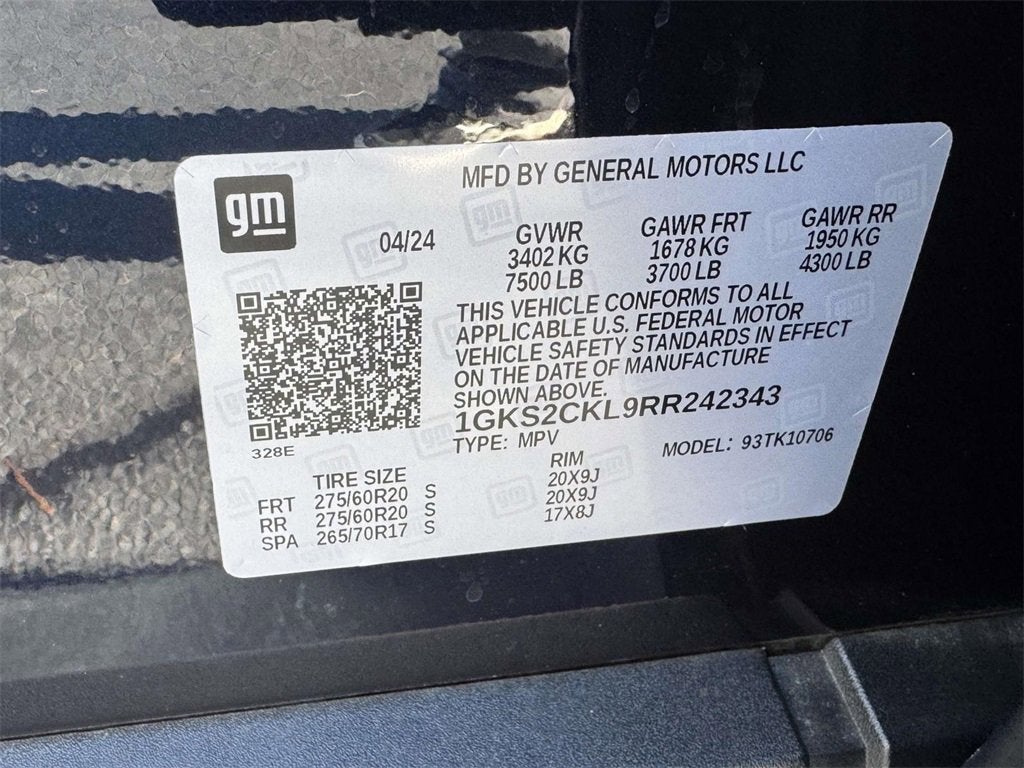 gm
MFD BY GENERAL MOTORS LLC
04/24
GVWR GAWR FRT GAWR RR
3402 KG 1678 KG 1950 KG
7500 LB 3700 LB 4300 LB
THIS VEHICLE CONFORMS TO ALL
APPLICABLE U.S. FEDERAL MOTOR
VEHICLE SAFETY STANDARDS IN EFFECT
ON THE DATE OF MANUFACTURE
SHOWN ABOVE.
1GKS2CKL9RR242343
TYPE: MPV MODEL: 93TK10706
328E
TIRE SIZE RIM
FRT 275/60R20 S 20X9J
RR 275/60R20 S 20X9J
SPA 265/70R17 S 17X8J